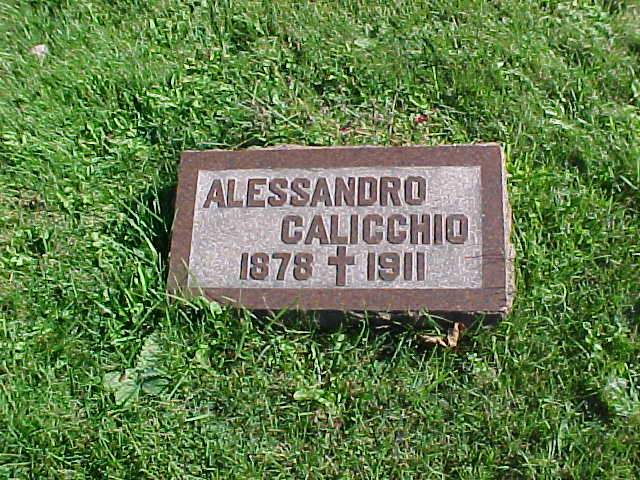 ALESSANDRO
CALICCHIO
1878 ✝ 1911